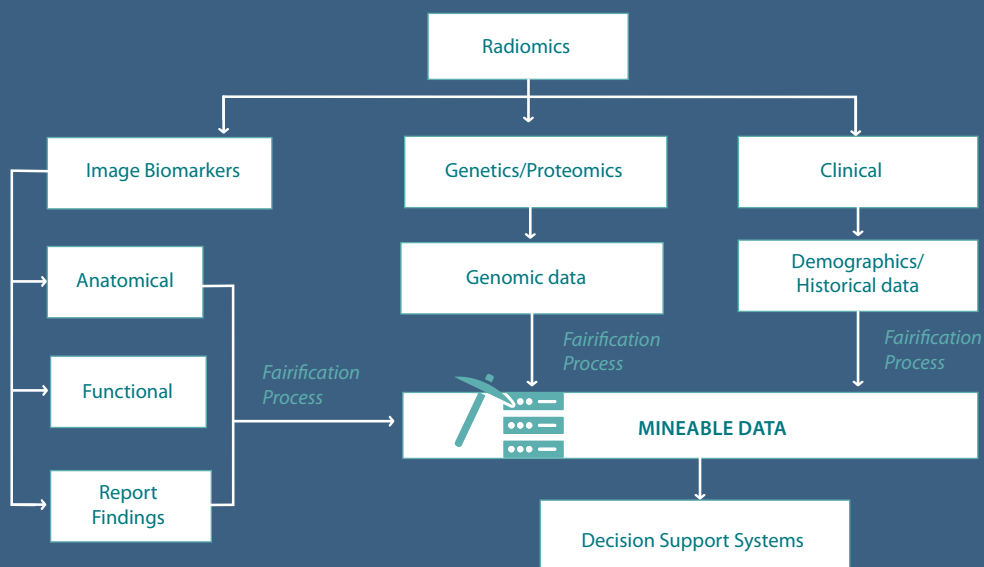 Radiomics
Image Biomarkers
Genetics/Proteomics
Clinical
Anatomical
Genomic data
Demographics/
Historical data
Functional
Fairification
Process
Fairification
Process
Fairification
Process
MINEABLE DATA
Report
Findings
Decision Support Systems